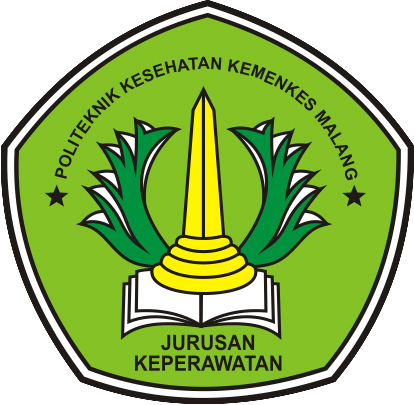 POLITEKNIK KESEHATAN KEMENKES MALANG
JURUSAN
KEPERAWATAN